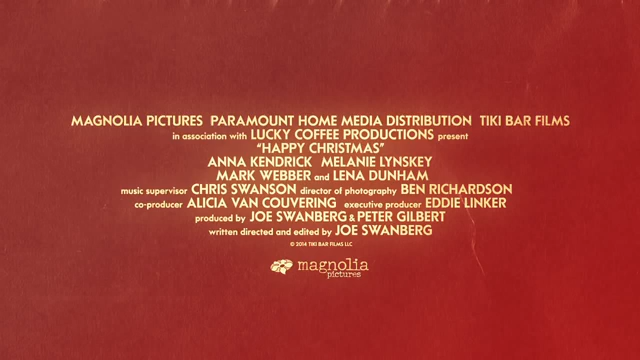 MAGNOLIA PICTURES PARAMOUNT HOME MEDIA DISTRIBUTION TIKI BAR FILMS
in association with LUCKY COFFEE PRODUCTIONS present
“HAPPY CHRISTMAS”
ANNA KENDRICK MELANIE LYNSKEY
MARK WEBBER and LENA DUNHAM
music supervisor CHRIS SWANSON director of photography BEN RICHARDSON
co-producer ALICIA VAN COUVERING executive producer EDDIE LINKER
produced by JOE SWANBERG & PETER GILBERT
written directed and edited by JOE SWANBERG
© 2014 TIKI BAR FILMS LLC
magnolia
pictures